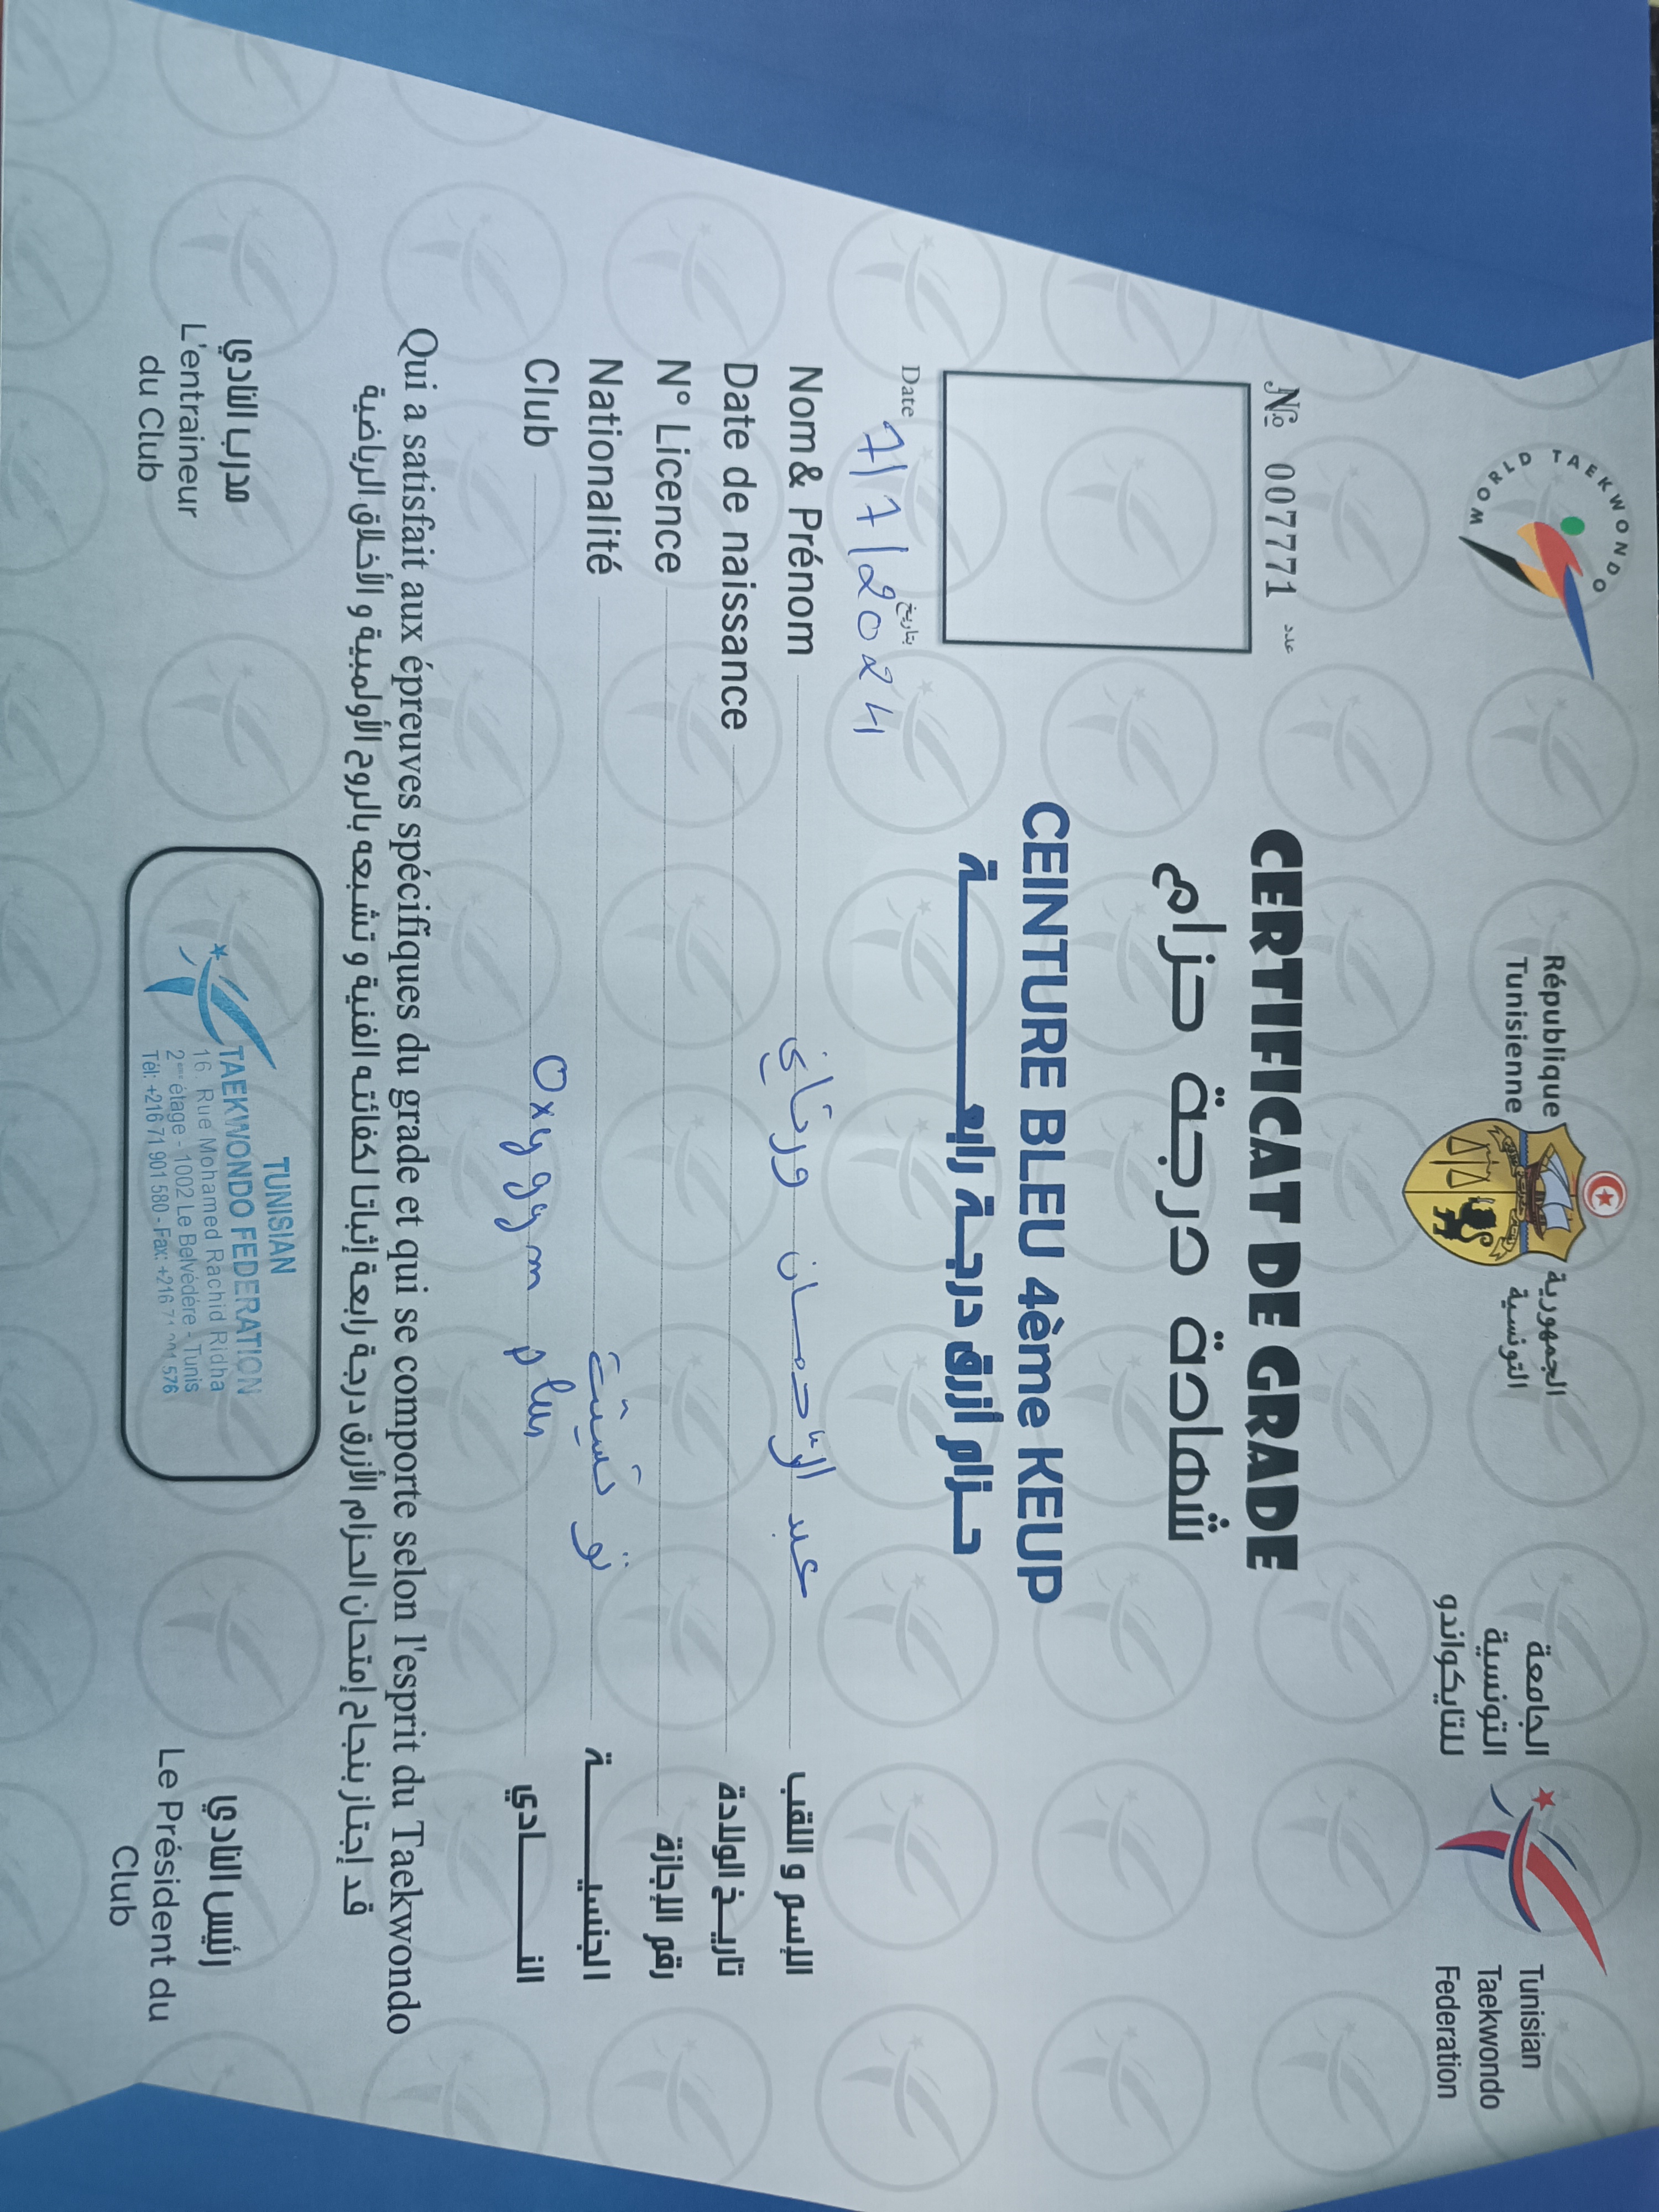 WORLD TAEKWONDO
République
Tunisienne
الجمهورية
التونسية
الجامعة
التونسية
للتايكواندو
Tunisian
Taekwondo
Federation
№ 007771 عدد
CERTIFICAT DE GRADE
شهادة درجة حزام
CEINTURE BLEU 4ème KEUP
حزام أزرق درجة رابعة
Date بتاريخ
7/7/2024
Nom& Prénom عبد الرحمان الإسم و اللقب
Date de naissance تاريخ الولادة
N° Licence رقم الإجازة
Nationalité الجنسية
Club Oxygym plus النادي
Qui a satisfait aux épreuves spécifiques du grade et qui se comporte selon l'esprit du Taekwondo
قد إجتاز بنجاح إمتحان الحزام الأزرق درجة رابعة إثباتا لكفائته الفنية و تشبعه بالروح الأولمبية و الأخلاق الرياضية
مدرب النادي
L'entraineur
du Club
TUNISIAN
TAEKWONDO FEDERATION
16, Rue Mohamed Rachid Ridha
2ème étage - 1002 Le Belvédère - Tunis
Tél: +216 71 901 580 - Fax: +216 71 901 576
رئيس النادي
Le Président du
Club